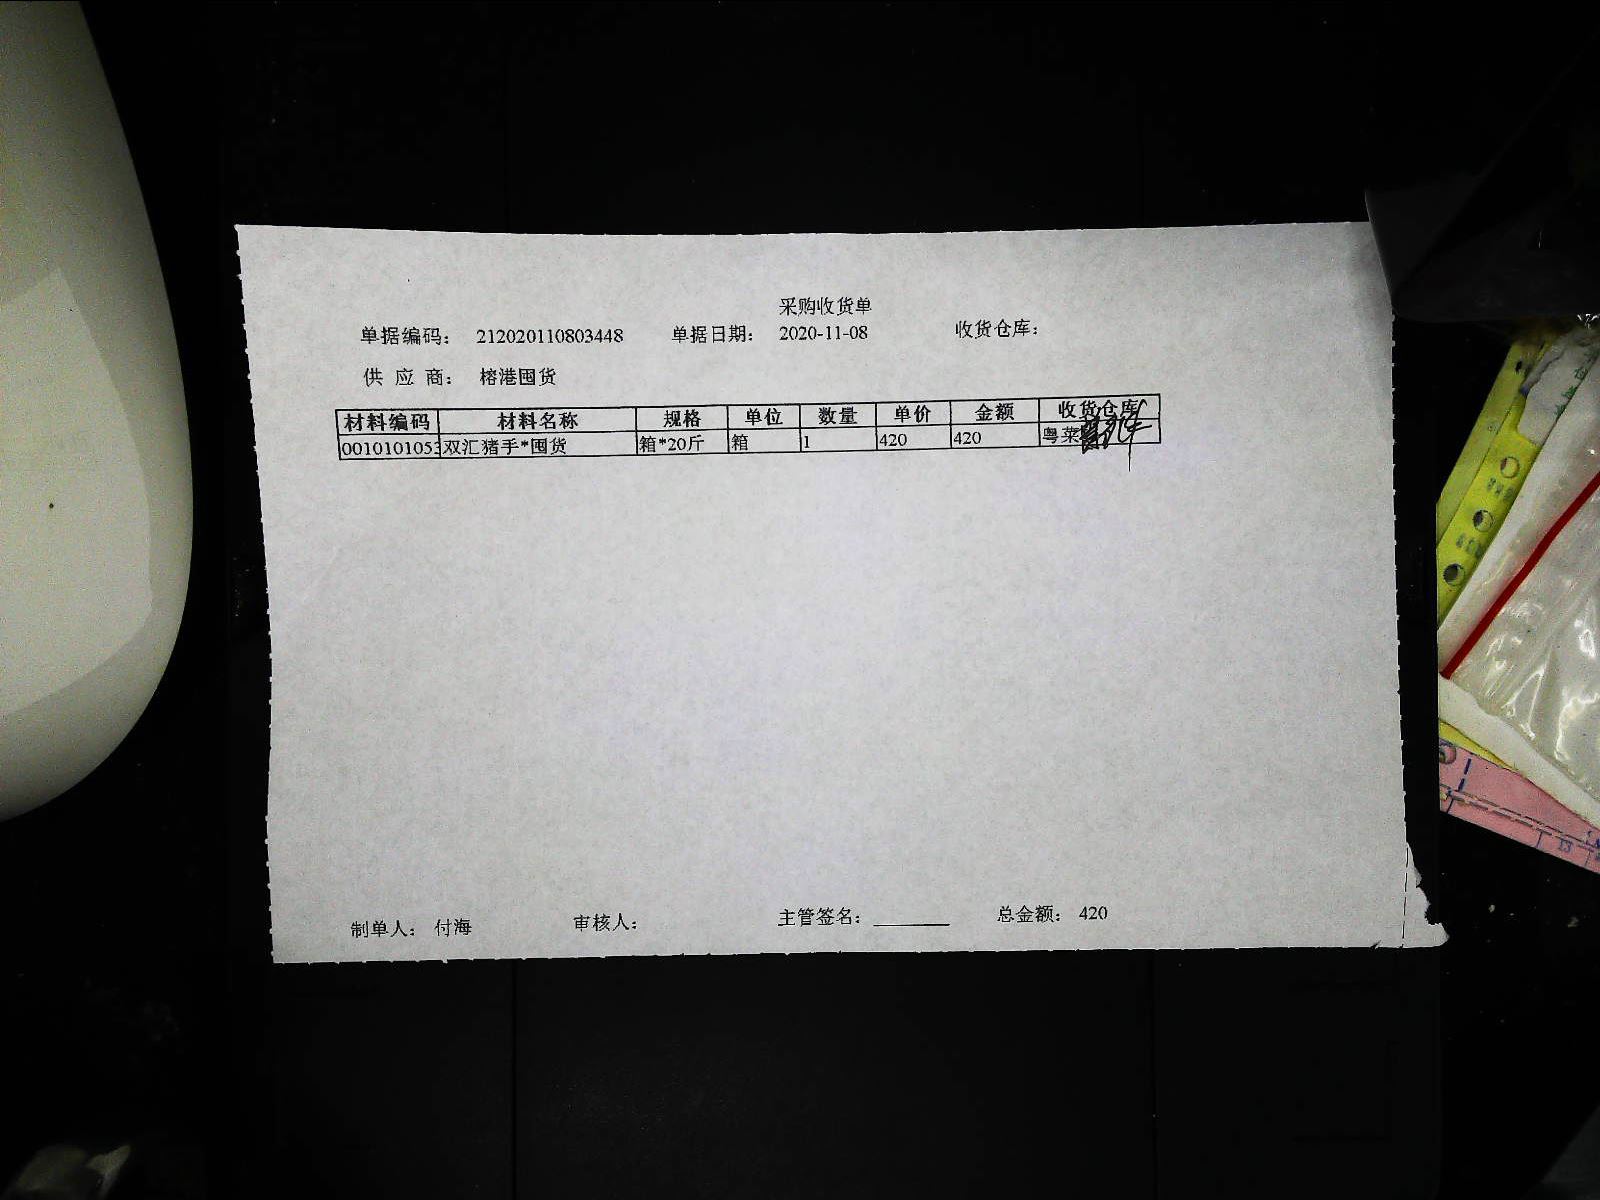 采购收货单
单据编码： 212020110803448 单据日期： 2020-11-08 收货仓库：
供 应 商： 榕港囤货
材料编码 材料名称 规格 单位 数量 单价 金额 收货仓库
0010101053 双汇猪手*囤货 箱*20斤 箱 1 420 420 粤菜
制单人： 付海 审核人： 主管签名： 总金额： 420